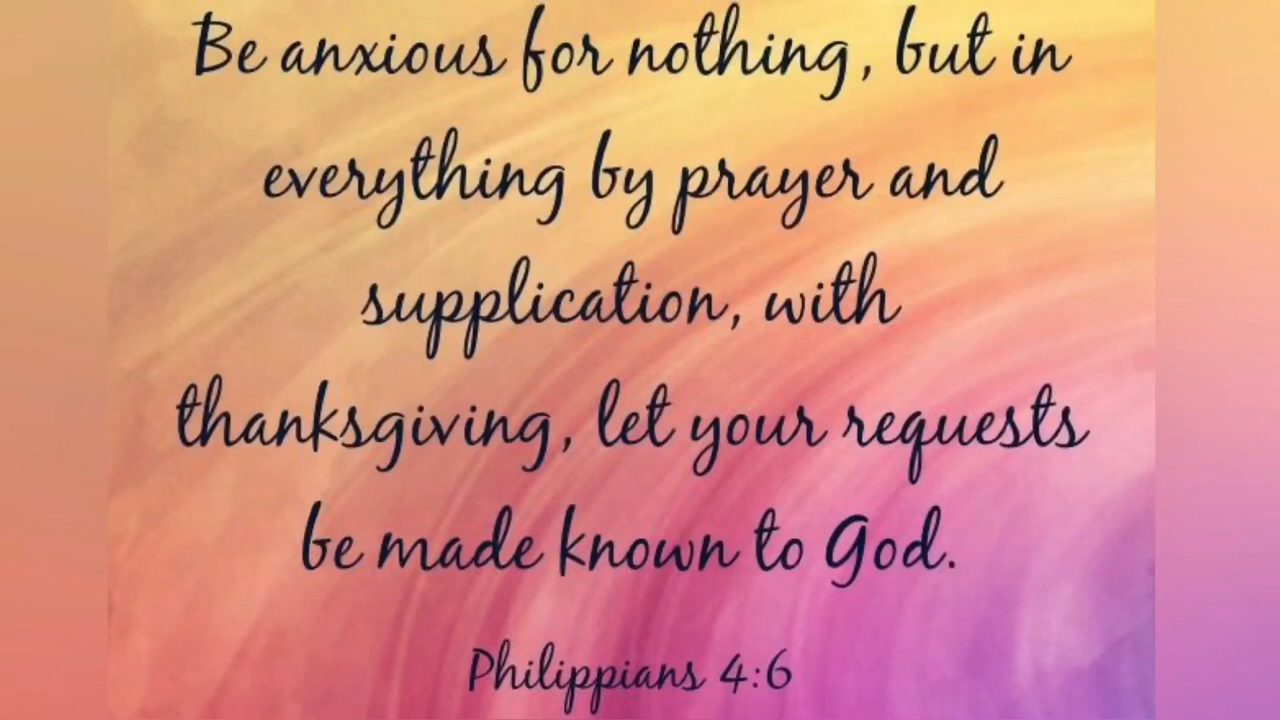 Be anxious for nothing, but in
everything by prayer and
supplication, with
thanksgiving, let your requests
be made known to God.
Philippians 4:6